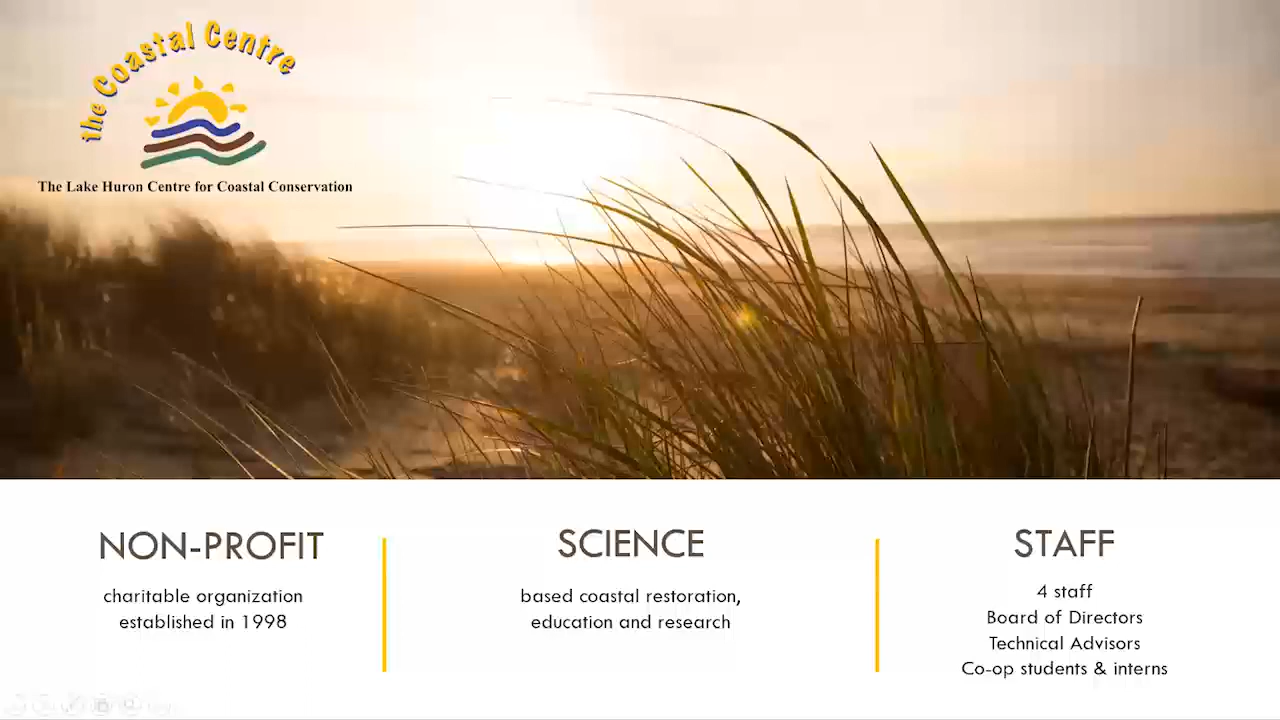 the Coastal Centre
The Lake Huron Centre for Coastal Conservation
NON-PROFIT
charitable organization
established in 1998
SCIENCE
based coastal restoration,
education and research
STAFF
4 staff
Board of Directors
Technical Advisors
Co-op students & interns